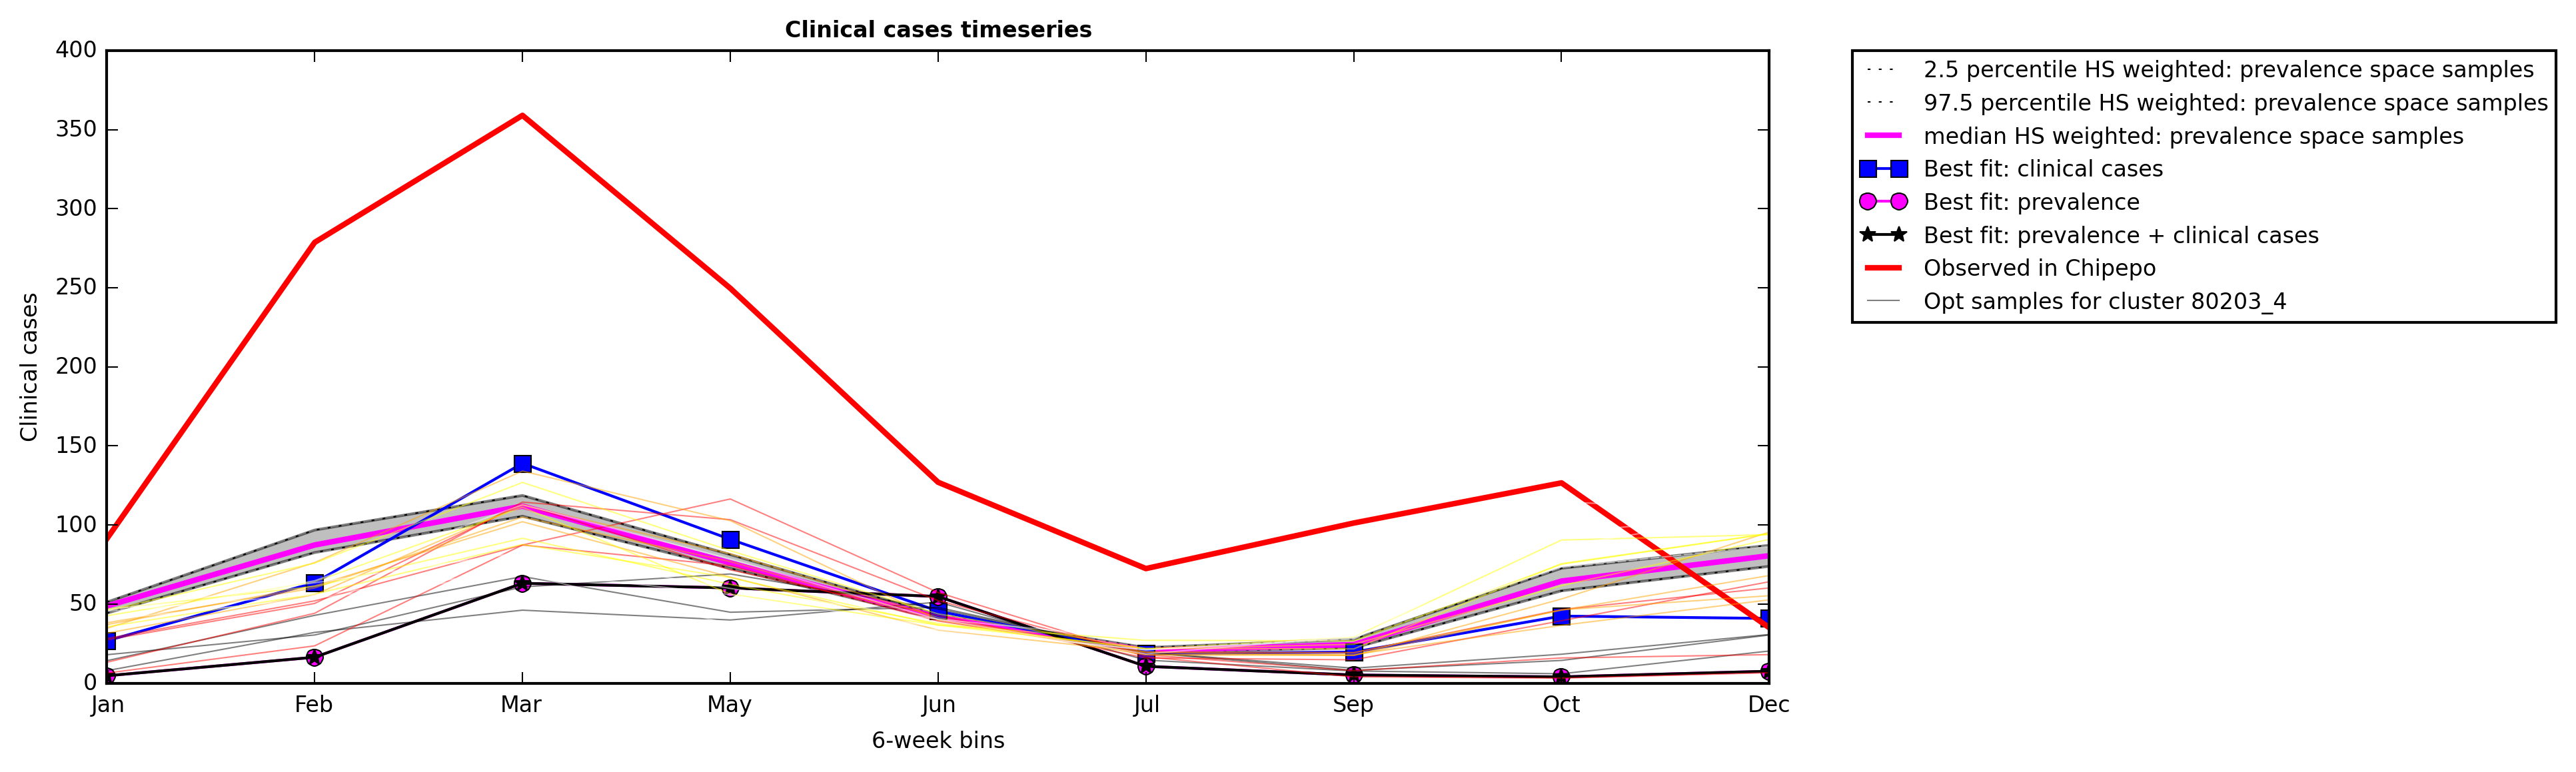 Clinical cases timeseries
400
350
300
250
200
150
100
50
0
Clinical cases
Jan Feb Mar May Jun Jul Sep Oct Dec
6-week bins
2.5 percentile HS weighted: prevalence space samples
97.5 percentile HS weighted: prevalence space samples
median HS weighted: prevalence space samples
Best fit: clinical cases
Best fit: prevalence
Best fit: prevalence + clinical cases
Observed in Chipepo
Opt samples for cluster 80203_4